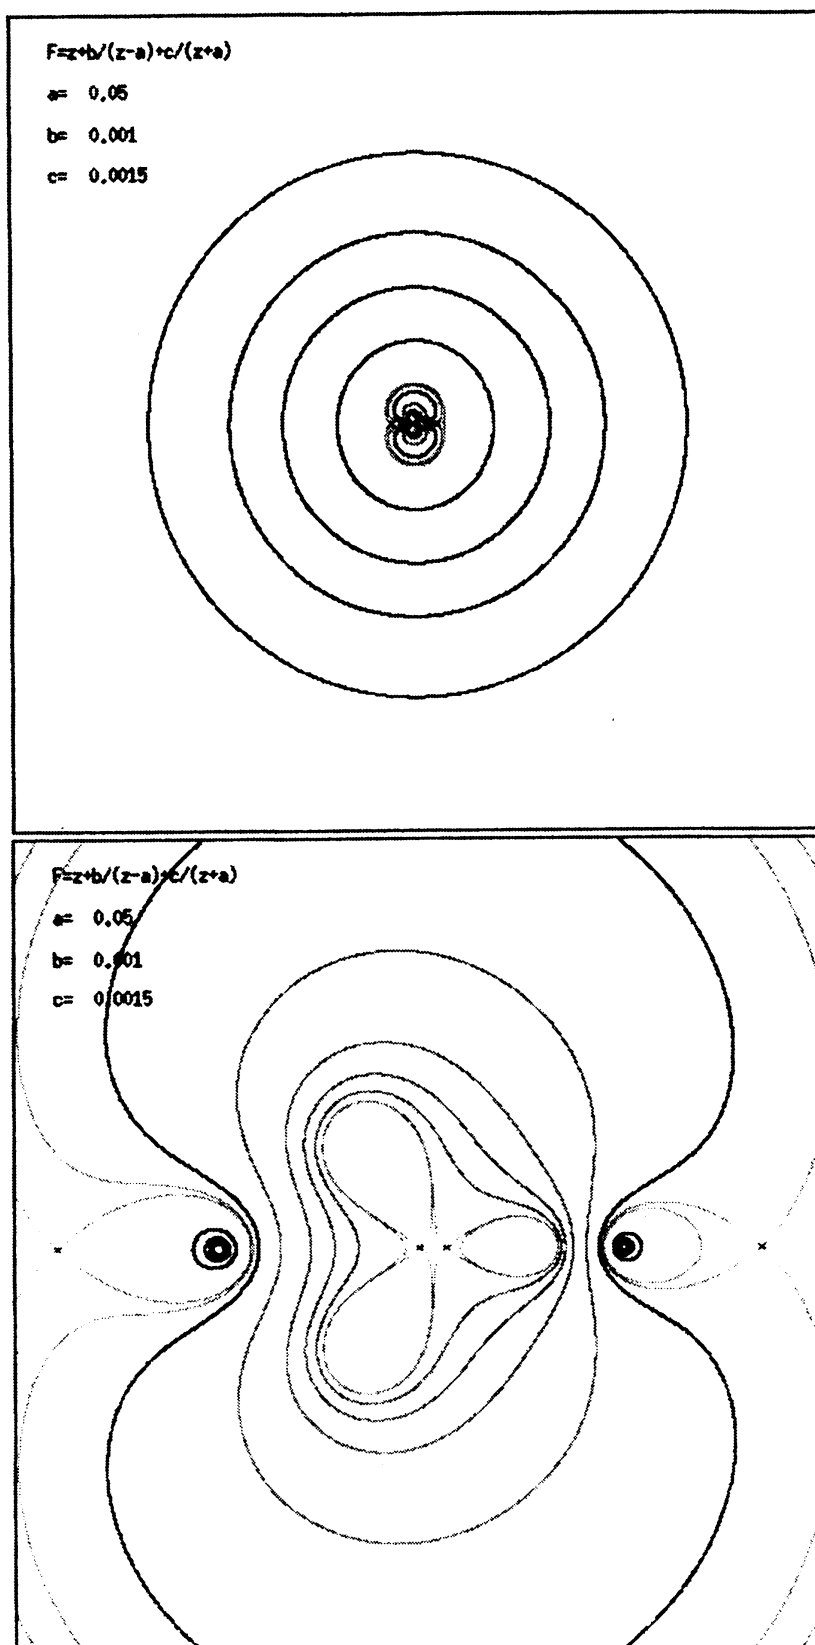 F=z+b/(z-a)+c/(z+a)
a= 0.05
b= 0.001
c= 0.0015
F=z+b/(z-a)+c/(z+a)
a= 0.05
b= 0.001
c= 0.0015